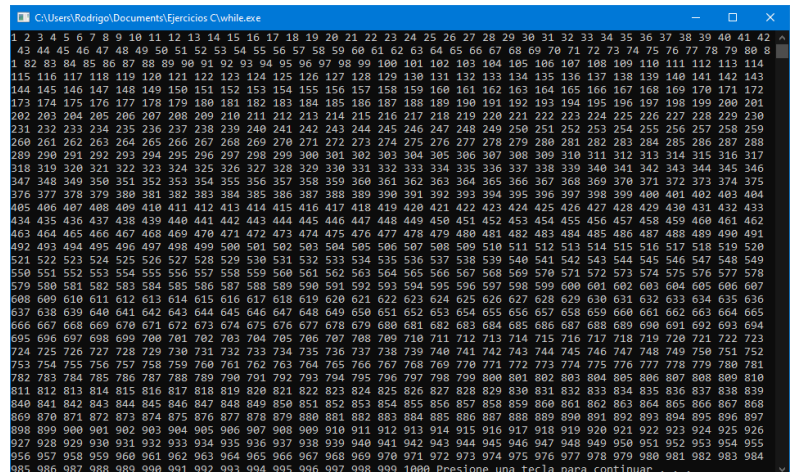 C:\Users\Rodrigo\Documents\Ejercicios C\while.exe
1 2 3 4 5 6 7 8 9 10 11 12 13 14 15 16 17 18 19 20 21 22 23 24 25 26 27 28 29 30 31 32 33 34 35 36 37 38 39 40 41 42
43 44 45 46 47 48 49 50 51 52 53 54 55 56 57 58 59 60 61 62 63 64 65 66 67 68 69 70 71 72 73 74 75 76 77 78 79 80 8
1 82 83 84 85 86 87 88 89 90 91 92 93 94 95 96 97 98 99 100 101 102 103 104 105 106 107 108 109 110 111 112 113 114
115 116 117 118 119 120 121 122 123 124 125 126 127 128 129 130 131 132 133 134 135 136 137 138 139 140 141 142 143
144 145 146 147 148 149 150 151 152 153 154 155 156 157 158 159 160 161 162 163 164 165 166 167 168 169 170 171 172
173 174 175 176 177 178 179 180 181 182 183 184 185 186 187 188 189 190 191 192 193 194 195 196 197 198 199 200 201
202 203 204 205 206 207 208 209 210 211 212 213 214 215 216 217 218 219 220 221 222 223 224 225 226 227 228 229 230
231 232 233 234 235 236 237 238 239 240 241 242 243 244 245 246 247 248 249 250 251 252 253 254 255 256 257 258 259
260 261 262 263 264 265 266 267 268 269 270 271 272 273 274 275 276 277 278 279 280 281 282 283 284 285 286 287 288
289 290 291 292 293 294 295 296 297 298 299 300 301 302 303 304 305 306 307 308 309 310 311 312 313 314 315 316 317
318 319 320 321 322 323 324 325 326 327 328 329 330 331 332 333 334 335 336 337 338 339 340 341 342 343 344 345 346
347 348 349 350 351 352 353 354 355 356 357 358 359 360 361 362 363 364 365 366 367 368 369 370 371 372 373 374 375
376 377 378 379 380 381 382 383 384 385 386 387 388 389 390 391 392 393 394 395 396 397 398 399 400 401 402 403 404
405 406 407 408 409 410 411 412 413 414 415 416 417 418 419 420 421 422 423 424 425 426 427 428 429 430 431 432 433
434 435 436 437 438 439 440 441 442 443 444 445 446 447 448 449 450 451 452 453 454 455 456 457 458 459 460 461 462
463 464 465 466 467 468 469 470 471 472 473 474 475 476 477 478 479 480 481 482 483 484 485 486 487 488 489 490 491
492 493 494 495 496 497 498 499 500 501 502 503 504 505 506 507 508 509 510 511 512 513 514 515 516 517 518 519 520
521 522 523 524 525 526 527 528 529 530 531 532 533 534 535 536 537 538 539 540 541 542 543 544 545 546 547 548 549
550 551 552 553 554 555 556 557 558 559 560 561 562 563 564 565 566 567 568 569 570 571 572 573 574 575 576 577 578
579 580 581 582 583 584 585 586 587 588 589 590 591 592 593 594 595 596 597 598 599 600 601 602 603 604 605 606 607
608 609 610 611 612 613 614 615 616 617 618 619 620 621 622 623 624 625 626 627 628 629 630 631 632 633 634 635 636
637 638 639 640 641 642 643 644 645 646 647 648 649 650 651 652 653 654 655 656 657 658 659 660 661 662 663 664 665
666 667 668 669 670 671 672 673 674 675 676 677 678 679 680 681 682 683 684 685 686 687 688 689 690 691 692 693 694
695 696 697 698 699 700 701 702 703 704 705 706 707 708 709 710 711 712 713 714 715 716 717 718 719 720 721 722 723
724 725 726 727 728 729 730 731 732 733 734 735 736 737 738 739 740 741 742 743 744 745 746 747 748 749 750 751 752
753 754 755 756 757 758 759 760 761 762 763 764 765 766 767 768 769 770 771 772 773 774 775 776 777 778 779 780 781
782 783 784 785 786 787 788 789 790 791 792 793 794 795 796 797 798 799 800 801 802 803 804 805 806 807 808 809 810
811 812 813 814 815 816 817 818 819 820 821 822 823 824 825 826 827 828 829 830 831 832 833 834 835 836 837 838 839
840 841 842 843 844 845 846 847 848 849 850 851 852 853 854 855 856 857 858 859 860 861 862 863 864 865 866 867 868
869 870 871 872 873 874 875 876 877 878 879 880 881 882 883 884 885 886 887 888 889 890 891 892 893 894 895 896 897
898 899 900 901 902 903 904 905 906 907 908 909 910 911 912 913 914 915 916 917 918 919 920 921 922 923 924 925 926
927 928 929 930 931 932 933 934 935 936 937 938 939 940 941 942 943 944 945 946 947 948 949 950 951 952 953 954 955
956 957 958 959 960 961 962 963 964 965 966 967 968 969 970 971 972 973 974 975 976 977 978 979 980 981 982 983 984
985 986 987 988 989 990 991 992 993 994 995 996 997 998 999 1000 Presione una tecla para continuar . . .